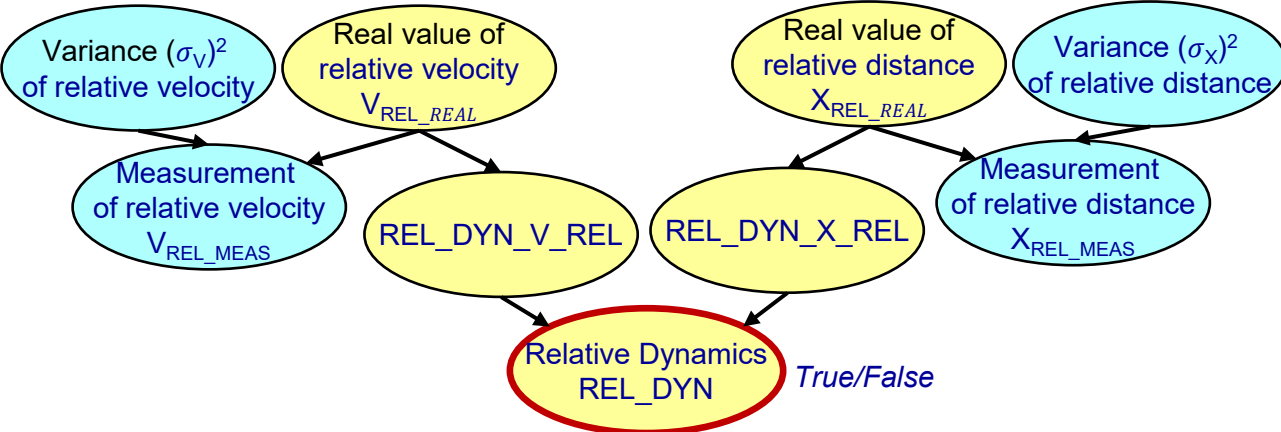 Variance (σV)²
of relative velocity
Real value of
relative velocity
VREL_REAL
Real value of
relative distance
XREL_REAL
Variance (σX)²
of relative distance
Measurement
of relative velocity
VREL_MEAS
REL_DYN_V_REL
REL_DYN_X_REL
Measurement
of relative distance
XREL_MEAS
Relative Dynamics
REL_DYN
True/False